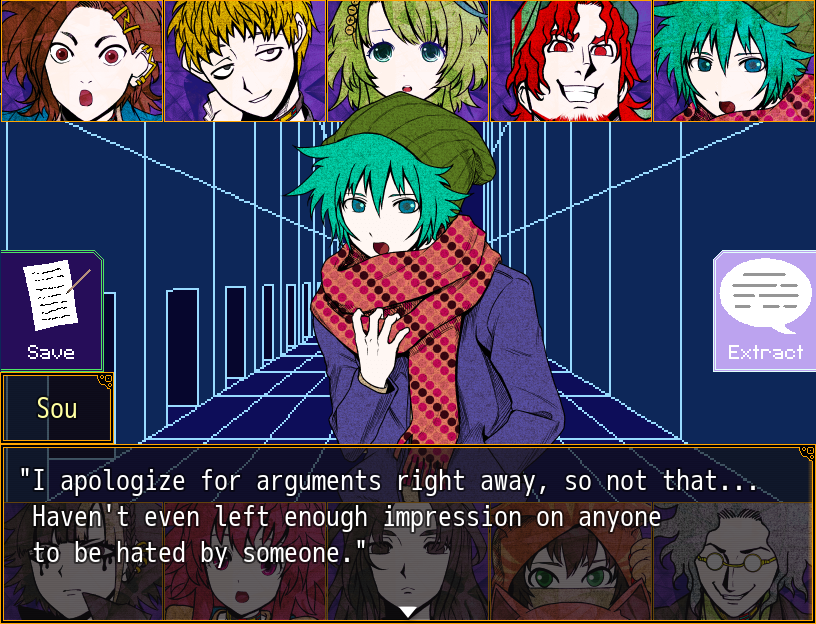 Save
Extract
Sou
"I apologize for arguments right away, so not that...
Haven't even left enough impression on anyone
to be hated by someone."